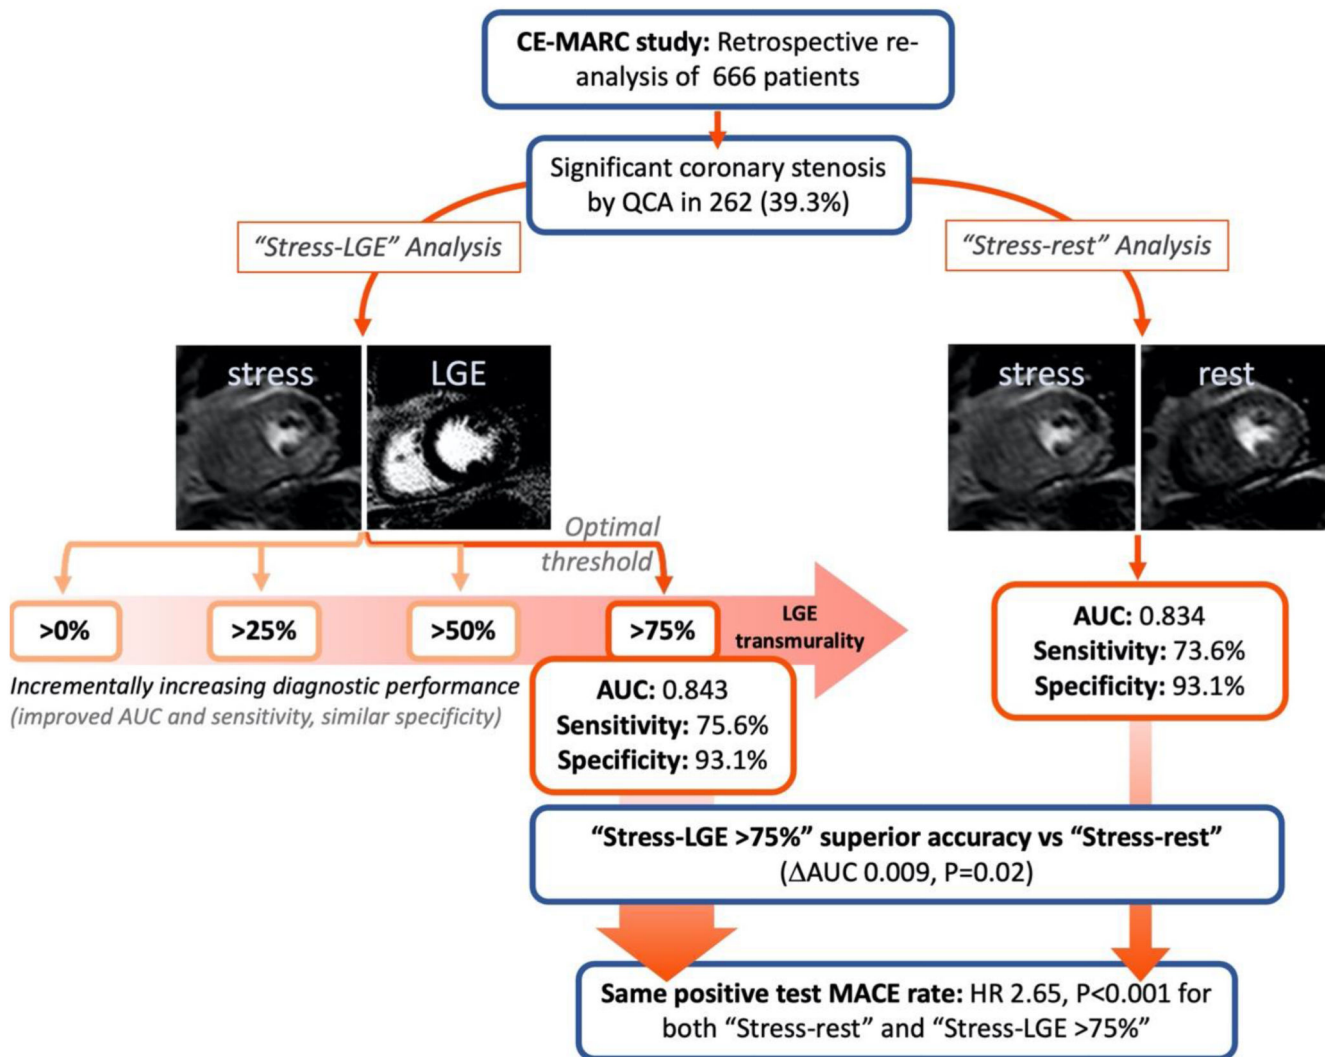 CE-MARC study: Retrospective re-
analysis of 666 patients
Significant coronary stenosis
by QCA in 262 (39.3%)
“Stress-LGE” Analysis
“Stress-rest” Analysis
stress
LGE
stress
rest
Optimal
threshold
>0%
>25%
>50%
>75%
LGE
transmurality
Incrementally increasing diagnostic performance
(improved AUC and sensitivity, similar specificity)
AUC: 0.843
Sensitivity: 75.6%
Specificity: 93.1%
AUC: 0.834
Sensitivity: 73.6%
Specificity: 93.1%
“Stress-LGE >75%” superior accuracy vs “Stress-rest”
(ΔAUC 0.009, P=0.02)
Same positive test MACE rate: HR 2.65, P<0.001 for
both “Stress-rest” and “Stress-LGE >75%”